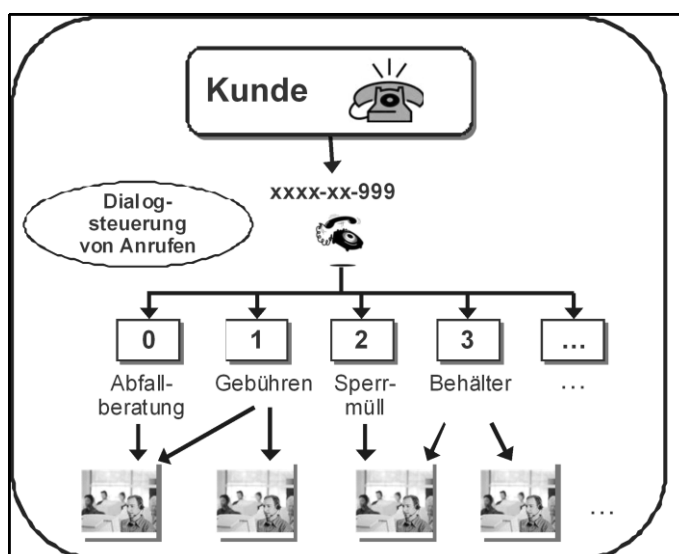 Kunde
xxxx-xx-999
Dialog-
steuerung
von Anrufen
0
1
2
3
...
Abfall-
beratung
Gebühren
Sperr-
müll
Behälter
...
...